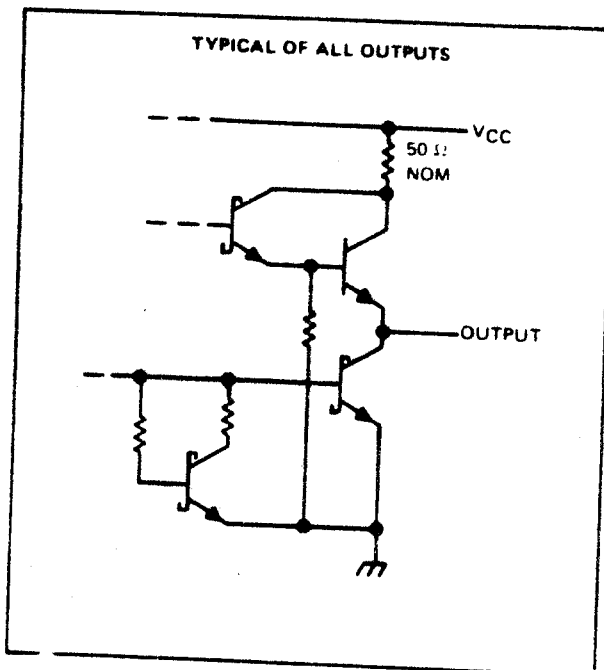 TYPICAL OF ALL OUTPUTS
VCC
50 Ω
NOM
OUTPUT